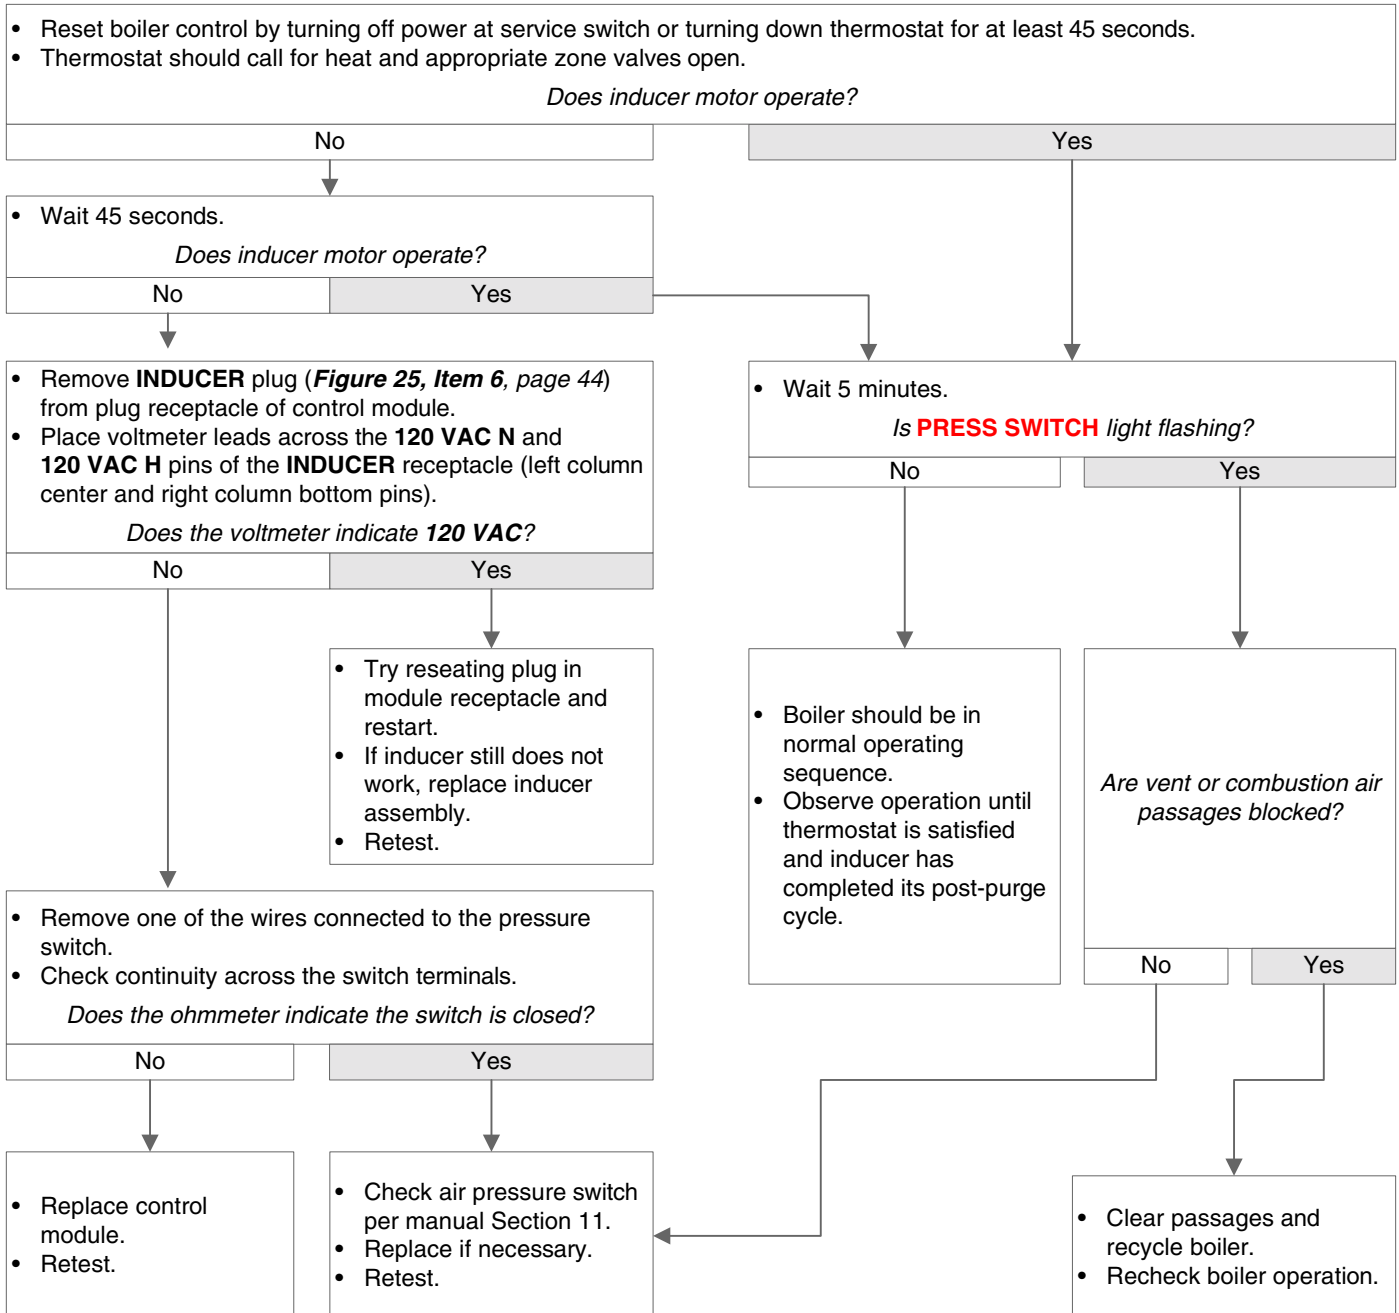 • Reset boiler control by turning off power at service switch or turning down thermostat for at least 45 seconds.
• Thermostat should call for heat and appropriate zone valves open.
Does inducer motor operate?
No
Yes
• Wait 45 seconds.
Does inducer motor operate?
No
Yes
• Remove INDUCER plug (Figure 25, Item 6, page 44)
from plug receptacle of control module.
• Place voltmeter leads across the 120 VAC N and
120 VAC H pins of the INDUCER receptacle (left column
center and right column bottom pins).
Does the voltmeter indicate 120 VAC?
No
Yes
• Wait 5 minutes.
Is PRESS SWITCH light flashing?
No
Yes
• Try reseating plug in
module receptacle and
restart.
• If inducer still does not
work, replace inducer
assembly.
• Retest.
• Boiler should be in
normal operating
sequence.
• Observe operation until
thermostat is satisfied
and inducer has
completed its post-purge
cycle.
Are vent or combustion air
passages blocked?
No
Yes
• Remove one of the wires connected to the pressure
switch.
• Check continuity across the switch terminals.
Does the ohmmeter indicate the switch is closed?
No
Yes
• Replace control
module.
• Retest.
• Check air pressure switch
per manual Section 11.
• Replace if necessary.
• Retest.
• Clear passages and
recycle boiler.
• Recheck boiler operation.